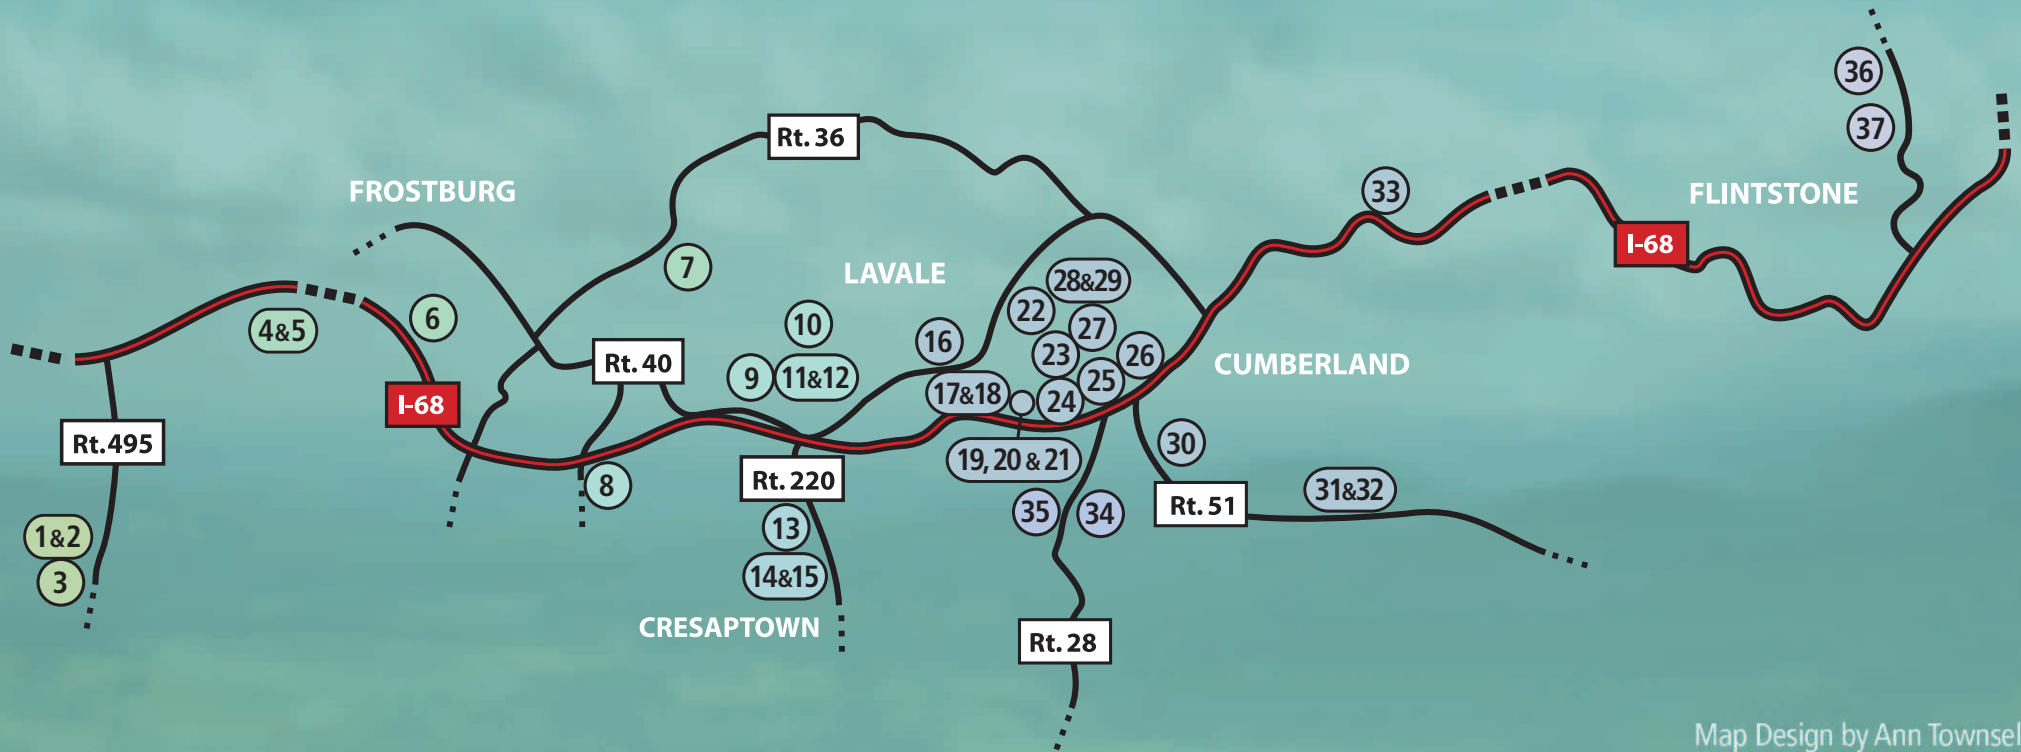 36
37
Rt. 36
FROSTBURG
33
FLINTSTONE
I-68
7
LAVALE
28&29
22
27
4&5
6
10
16
23
26
Rt. 40
9
11&12
CUMBERLAND
17&18
24
25
I-68
Rt.495
19, 20 & 21
30
8
Rt. 220
31&32
Rt. 51
35
34
1&2
3
13
14&15
CRESAPTOWN
Rt. 28
Map Design by Ann Townsel